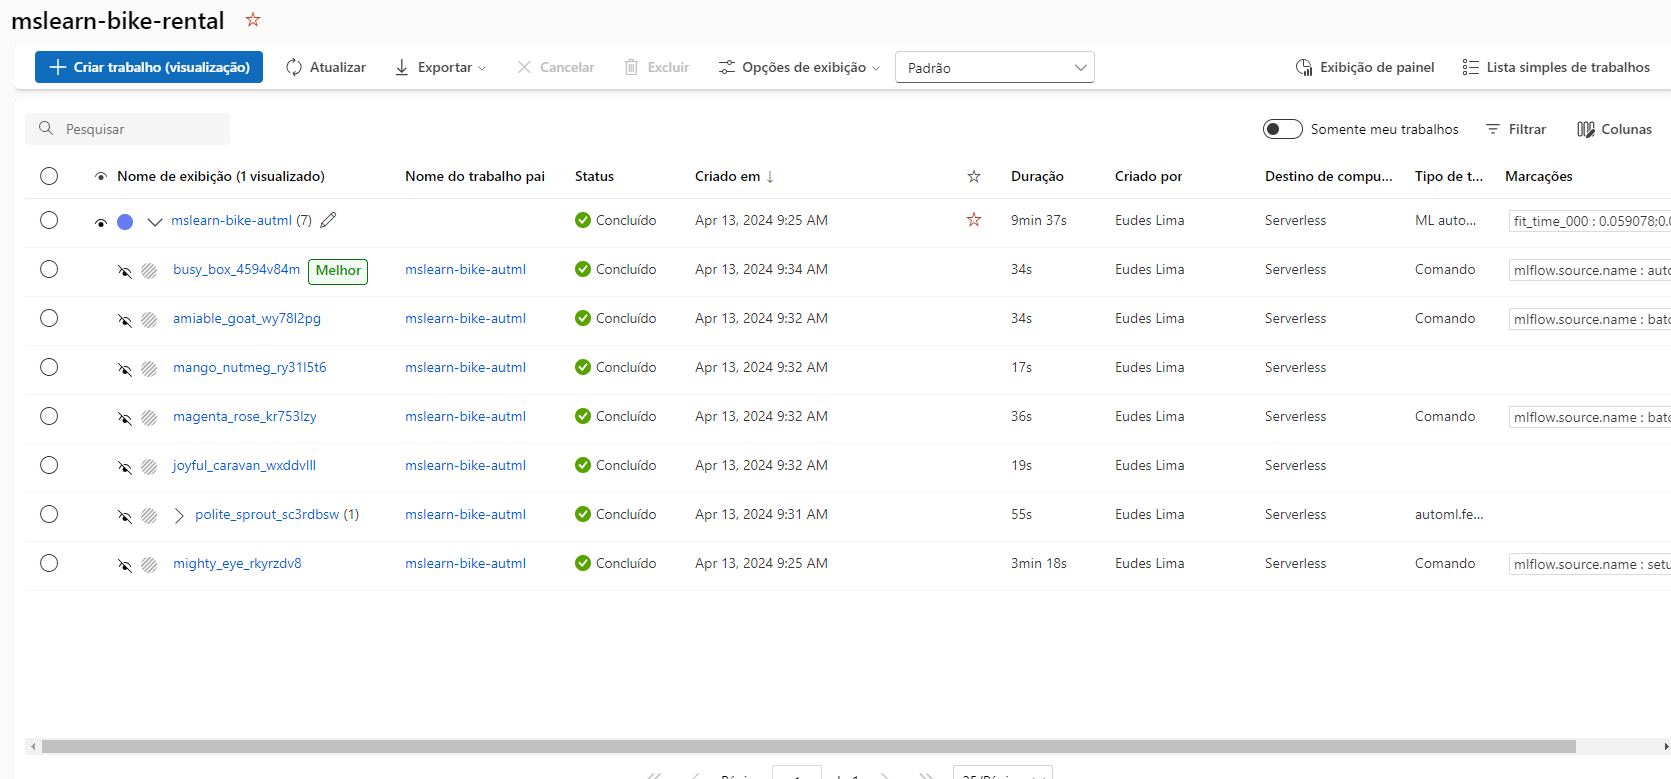 mslearn-bike-rental
Criar trabalho (visualização) Atualizar Exportar Cancelar Excluir Opções de exibição Padrão Exibição de painel Lista simples de trabalhos
Pesquisar Somente meu trabalhos Filtrar Colunas
Nome de exibição (1 visualizado) Nome do trabalho pai Status Criado em ↓ Duração Criado por Destino de compu... Tipo de t... Marcações
mslearn-bike-autml (7) Concluído Apr 13, 2024 9:25 AM 9min 37s Eudes Lima Serverless ML auto... fit_time_000 : 0.059078;0.0
busy_box_4594v84m Melhor mslearn-bike-autml Concluído Apr 13, 2024 9:34 AM 34s Eudes Lima Serverless Comando mlflow.source.name : auto
amiable_goat_wy78l2pg mslearn-bike-autml Concluído Apr 13, 2024 9:32 AM 34s Eudes Lima Serverless Comando mlflow.source.name : batc
mango_nutmeg_ry31l5t6 mslearn-bike-autml Concluído Apr 13, 2024 9:32 AM 17s Eudes Lima Serverless
magenta_rose_kr753lzy mslearn-bike-autml Concluído Apr 13, 2024 9:32 AM 36s Eudes Lima Serverless Comando mlflow.source.name : batc
joyful_caravan_wxddvlll mslearn-bike-autml Concluído Apr 13, 2024 9:32 AM 19s Eudes Lima Serverless
polite_sprout_sc3rdbsw (1) mslearn-bike-autml Concluído Apr 13, 2024 9:31 AM 55s Eudes Lima Serverless automl.fe...
mighty_eye_rkyrzdv8 mslearn-bike-autml Concluído Apr 13, 2024 9:25 AM 3min 18s Eudes Lima Serverless Comando mlflow.source.name : setu